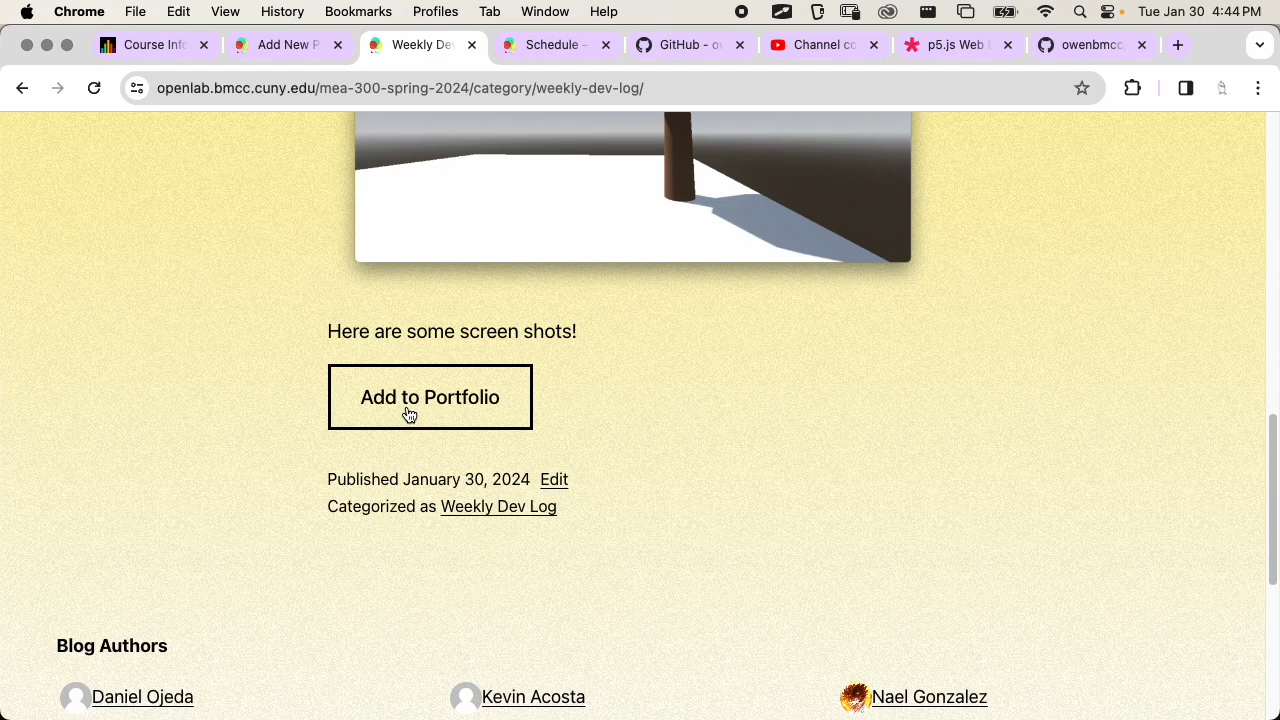 Chrome File Edit View History Bookmarks Profiles Tab Window Help Tue Jan 30 4:44 PM
Course Info Add New P Weekly De Schedule - GitHub - ov Channel co p5.js Web owenbmcc
openlab.bmcc.cuny.edu/mea-300-spring-2024/category/weekly-dev-log/
Here are some screen shots!
Add to Portfolio
Published January 30, 2024 Edit
Categorized as Weekly Dev Log
Blog Authors
Daniel Ojeda Kevin Acosta Nael Gonzalez